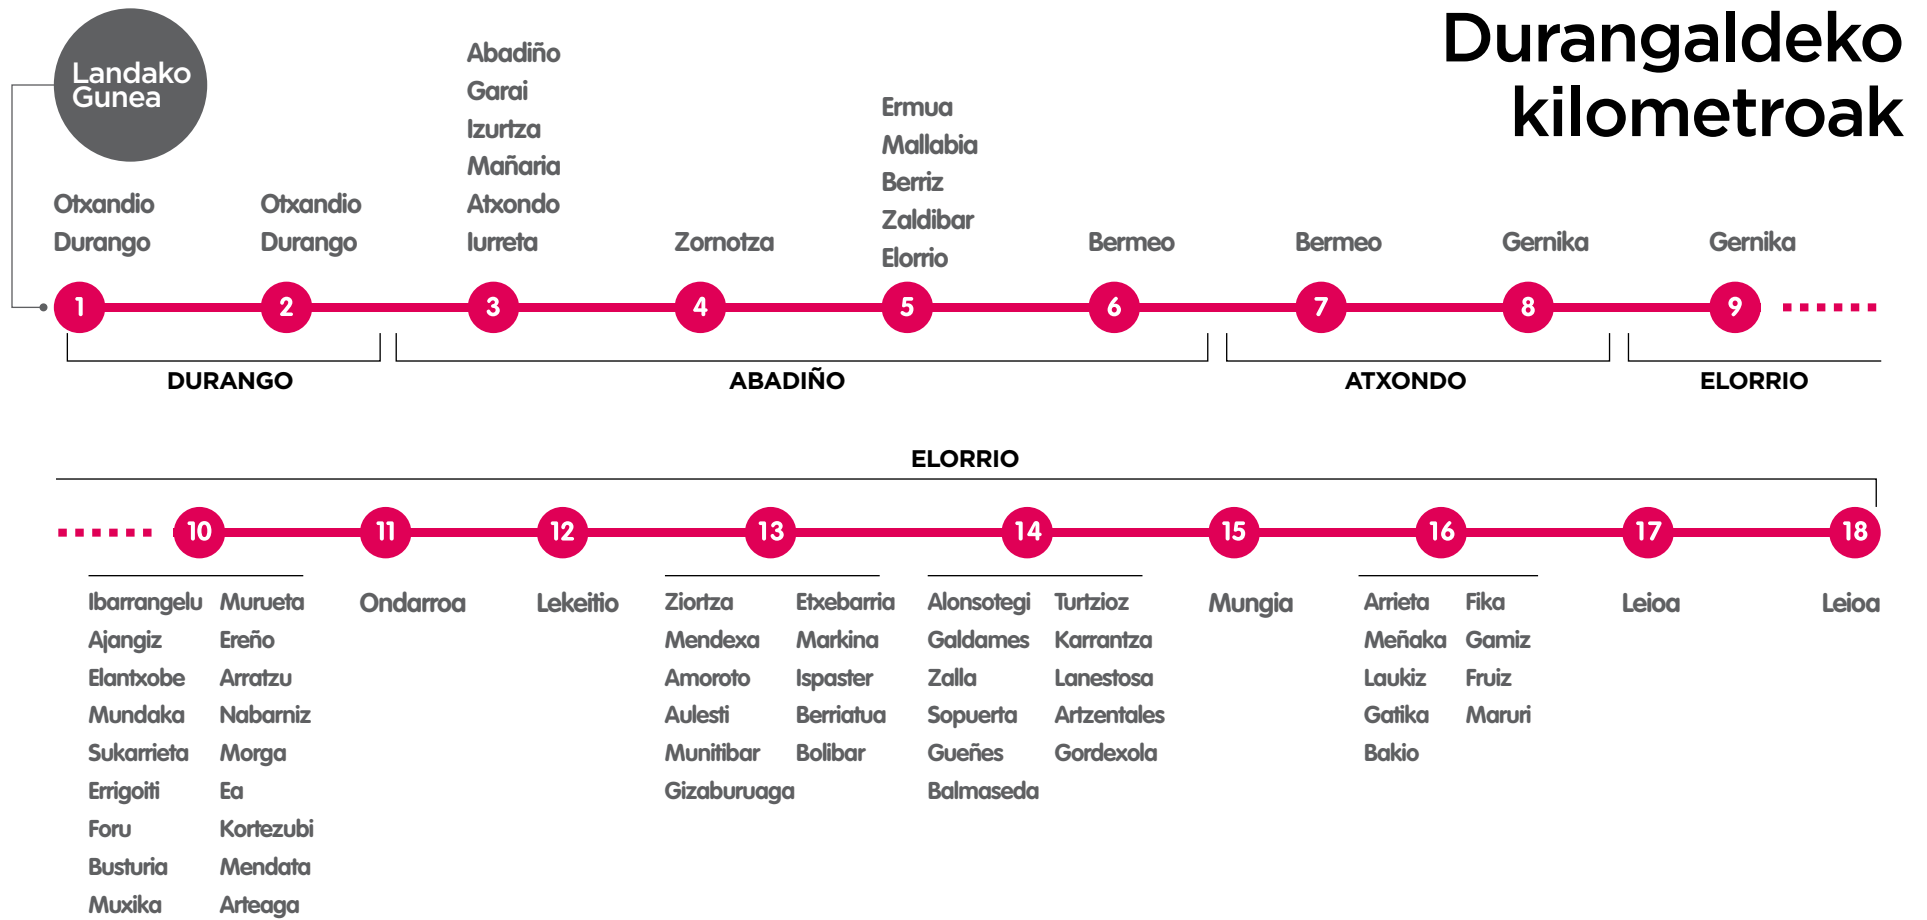 Durangaldeko
kilometroak
Landako
Gunea
Otxandio
Durango
Otxandio
Durango
Abadiño
Garai
Izurtza
Mañaria
Atxondo
Iurreta
Zornotza
Ermua
Mallabia
Berriz
Zaldibar
Elorrio
Bermeo
Bermeo
Gernika
Gernika
1 2 3 4 5 6 7 8 9
DURANGO ABADIÑO ATXONDO ELORRIO
ELORRIO
10 11 12 13 14 15 16 17 18
Ibarrangelu
Ajangiz
Elantxobe
Mundaka
Sukarrieta
Errigoiti
Foru
Busturia
Muxika
Murueta
Ereño
Arratzu
Nabarniz
Morga
Ea
Kortezubi
Mendata
Arteaga
Ondarroa
Lekeitio
Ziortza
Mendexa
Amoroto
Aulesti
Munitibar
Gizaburuaga
Etxebarria
Markina
Ispaster
Berriatua
Bolibar
Alonsotegi
Galdames
Zalla
Sopuerta
Gueñes
Balmaseda
Turtzioz
Karrantza
Lanestosa
Artzentales
Gordexola
Mungia
Arrieta
Meñaka
Laukiz
Gatika
Bakio
Fika
Gamiz
Fruiz
Maruri
Leioa
Leioa